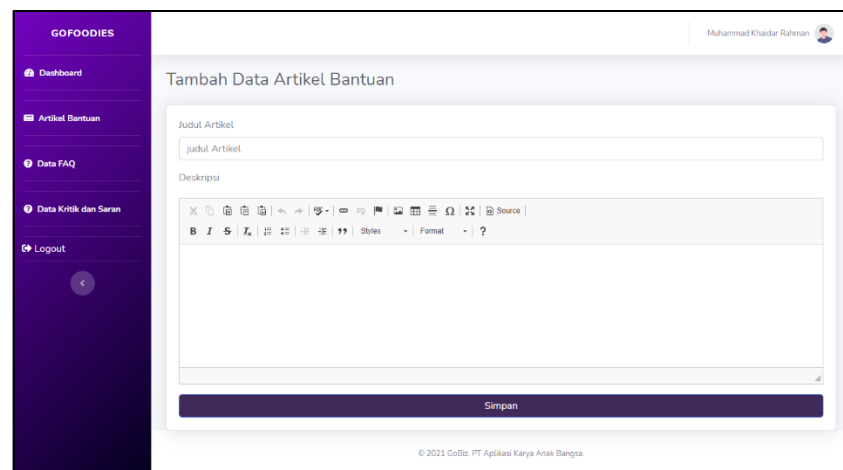 GOFOODIES
Muhammad Khaidar Rahman
Dashboard
Artikel Bantuan
Data FAQ
Data Kritik dan Saran
Logout
Tambah Data Artikel Bantuan
Judul Artikel
judul Artikel
Deskripsi
Source
B I S Tx Styles Format ?
Simpan
© 2021 GoBiz. PT Aplikasi Karya Anak Bangsa.